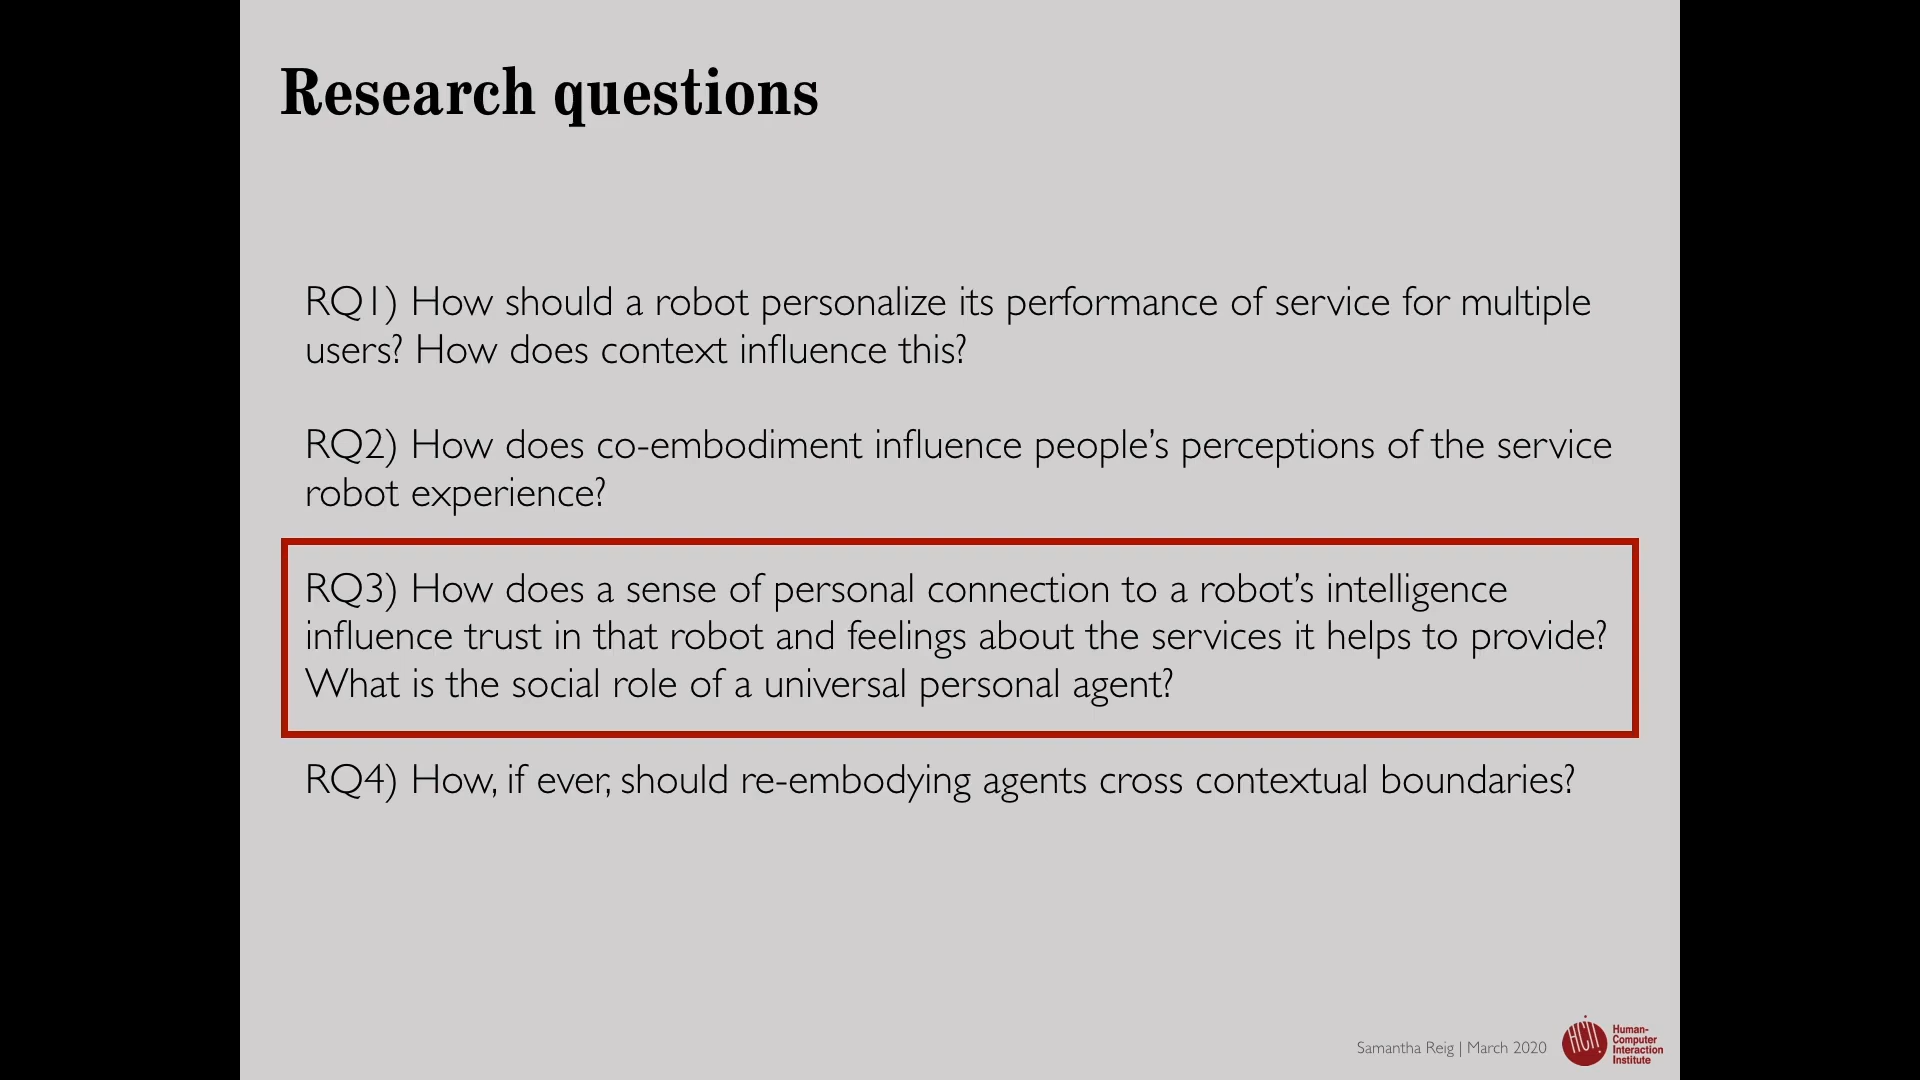 Research questions
RQ1) How should a robot personalize its performance of service for multiple
users? How does context influence this?
RQ2) How does co-embodiment influence people's perceptions of the service
robot experience?
RQ3) How does a sense of personal connection to a robot's intelligence
influence trust in that robot and feelings about the services it helps to provide?
What is the social role of a universal personal agent?
RQ4) How, if ever, should re-embodying agents cross contextual boundaries?
Samantha Reig | March 2020
HCII
Human-
Computer
Interaction
Institute